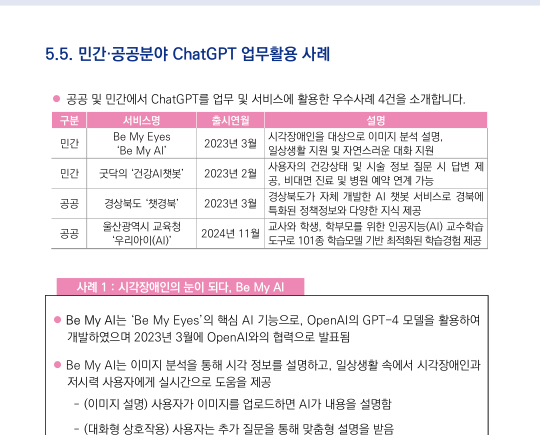 5.5. 민간·공공분야 ChatGPT 업무활용 사례
● 공공 및 민간에서 ChatGPT를 업무 및 서비스에 활용한 우수사례 4건을 소개합니다.
구분 서비스명 출시연월 설명
민간 Be My Eyes ‘Be My AI’ 2023년 3월 시각장애인을 대상으로 이미지 분석 설명,
일상생활 지원 및 자연스러운 대화 지원
민간 굿닥의 ‘건강AI챗봇’ 2023년 2월 사용자의 건강상태 및 시술 정보 질문 시 답변 제
공, 비대면 진료 및 병원 예약 연계 가능
공공 경상북도 ‘챗경북’ 2023년 3월 경상북도가 자체 개발한 AI 챗봇 서비스로 경북에
특화된 정책정보와 다양한 지식 제공
공공 울산광역시 교육청 ‘우리아이(AI)’ 2024년 11월 교사와 학생, 학부모를 위한 인공지능(AI) 교수학습
도구로 101종 학습모델 기반 최적화된 학습경험 제공
사례 1 : 시각장애인의 눈이 되다, Be My AI
● Be My AI는 ‘Be My Eyes’의 핵심 AI 기능으로, OpenAI의 GPT-4 모델을 활용하여
개발하였으며 2023년 3월에 OpenAI와의 협력으로 발표됨
● Be My AI는 이미지 분석을 통해 시각 정보를 설명하고, 일상생활 속에서 시각장애인과
저시력 사용자에게 실시간으로 도움을 제공
- (이미지 설명) 사용자가 이미지를 업로드하면 AI가 내용을 설명함
- (대화형 상호작용) 사용자는 추가 질문을 통해 맞춤형 설명을 받음